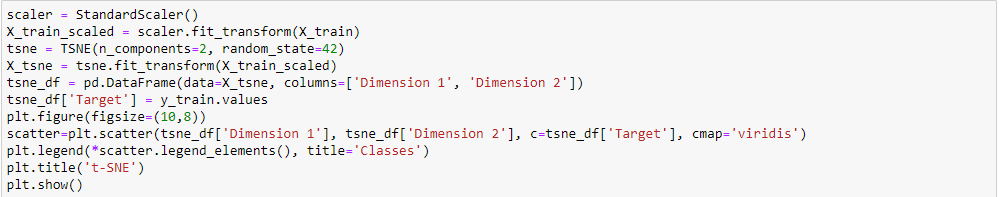 scaler = StandardScaler()
X_train_scaled = scaler.fit_transform(X_train)
tsne = TSNE(n_components=2, random_state=42)
X_tsne = tsne.fit_transform(X_train_scaled)
tsne_df = pd.DataFrame(data=X_tsne, columns=['Dimension 1', 'Dimension 2'])
tsne_df['Target'] = y_train.values
plt.figure(figsize=(10,8))
scatter=plt.scatter(tsne_df['Dimension 1'], tsne_df['Dimension 2'], c=tsne_df['Target'], cmap='viridis')
plt.legend(*scatter.legend_elements(), title='Classes')
plt.title('t-SNE')
plt.show()